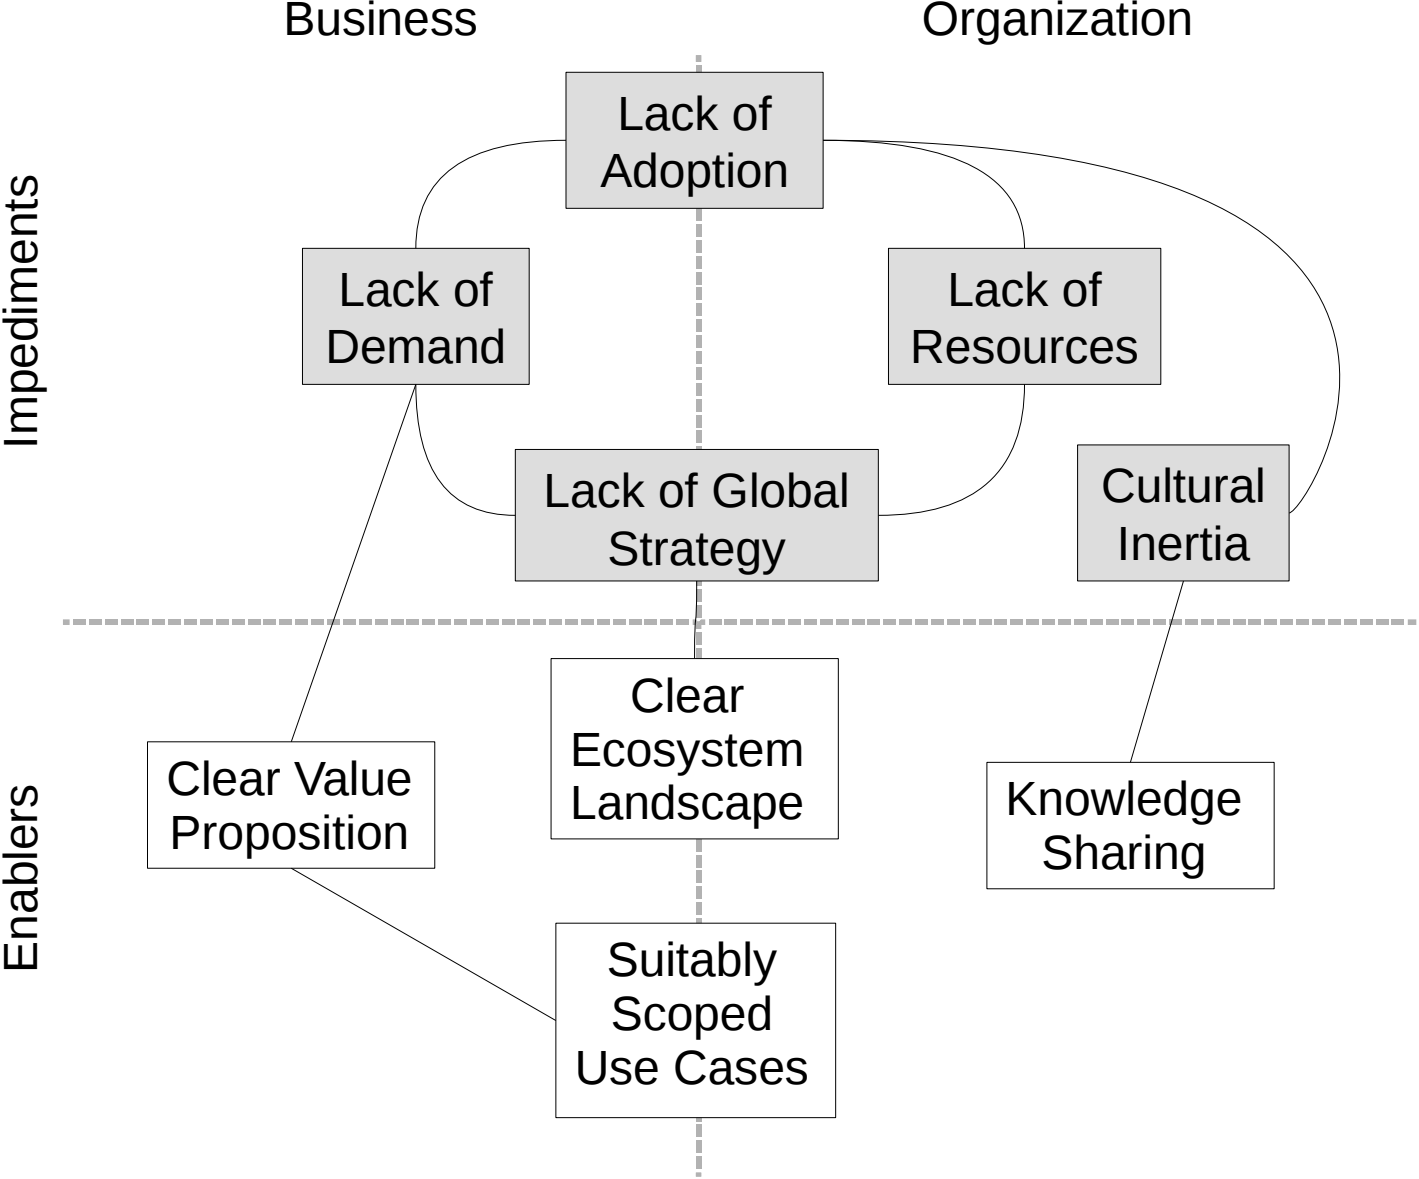 Business
Organization
Impediments
Lack of
Adoption
Lack of
Demand
Lack of
Resources
Lack of Global
Strategy
Cultural
Inertia
Enablers
Clear Value
Proposition
Clear
Ecosystem
Landscape
Knowledge
Sharing
Suitably
Scoped
Use Cases